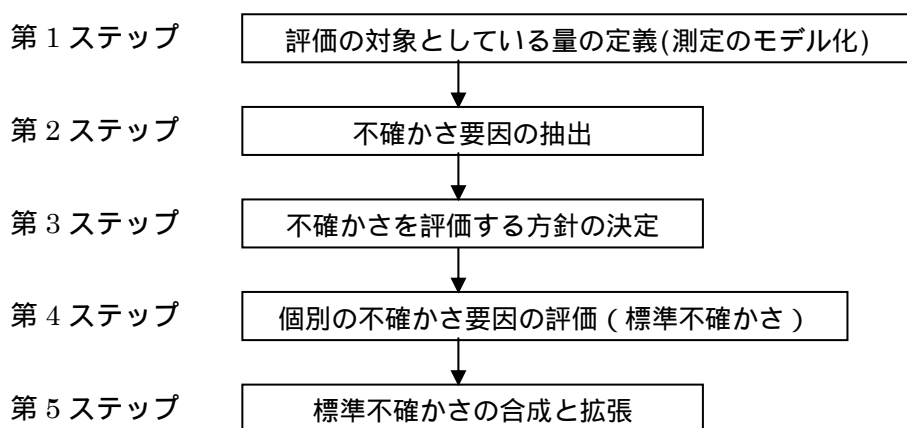 第 1 ステップ 評価の対象としている量の定義(測定のモデル化)
第 2 ステップ 不確かさ要因の抽出
第 3 ステップ 不確かさを評価する方針の決定
第 4 ステップ 個別の不確かさ要因の評価 ( 標準不確かさ )
第 5 ステップ 標準不確かさの合成と拡張